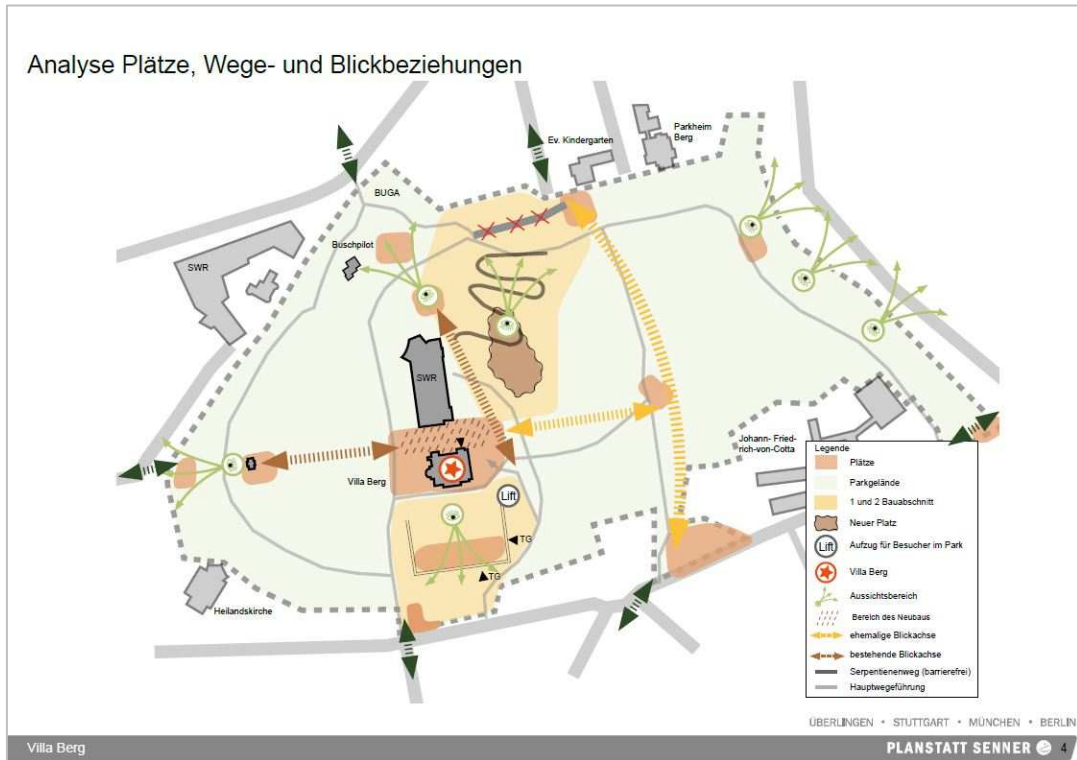 Analyse Plätze, Wege- und Blickbeziehungen
Ev. Kindergarten
Parkheim
Berg
BUGA
Buschpilot
SWR
SWR
Villa Berg
Lift
TG
TG
Heilandskirche
Johann- Fried-
rich-von-Cotta
Legende
Plätze
Parkgelände
1 und 2 Bauabschnitt
Neuer Platz
Lift Aufzug für Besucher im Park
Villa Berg
Aussichtsbereich
Bereich des Neubaus
ehemalige Blickachse
bestehende Blickachse
Serpentienenweg (barrierefrei)
Hauptwegeführung
ÜBERLINGEN • STUTTGART • MÜNCHEN • BERLIN
Villa Berg
PLANSTATT SENNER 4